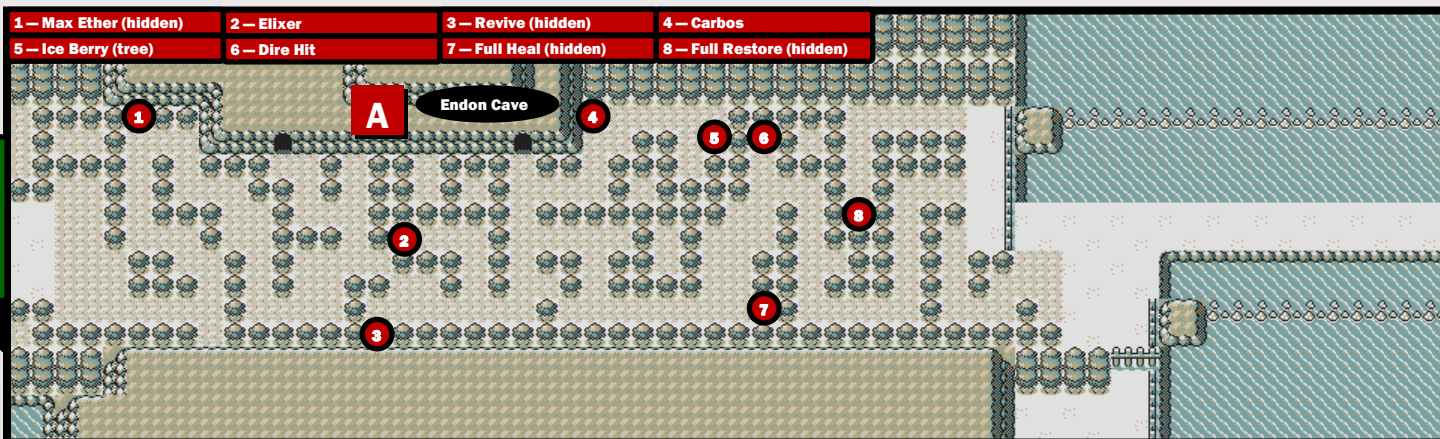 1 — Max Ether (hidden)
2 — Elixer
3 — Revive (hidden)
4 — Carbos
5 — Ice Berry (tree)
6 — Dire Hit
7 — Full Heal (hidden)
8 — Full Restore (hidden)
A
Endon Cave
1
4
5
6
8
2
7
3